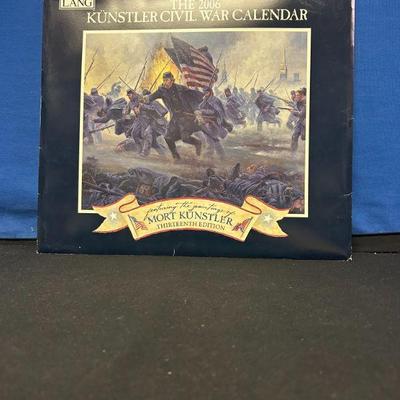 LANG
THE 2006
KÜNSTLER CIVIL WAR CALENDAR
featuring the paintings of
MORT KÜNSTLER
THIRTEENTH EDITION